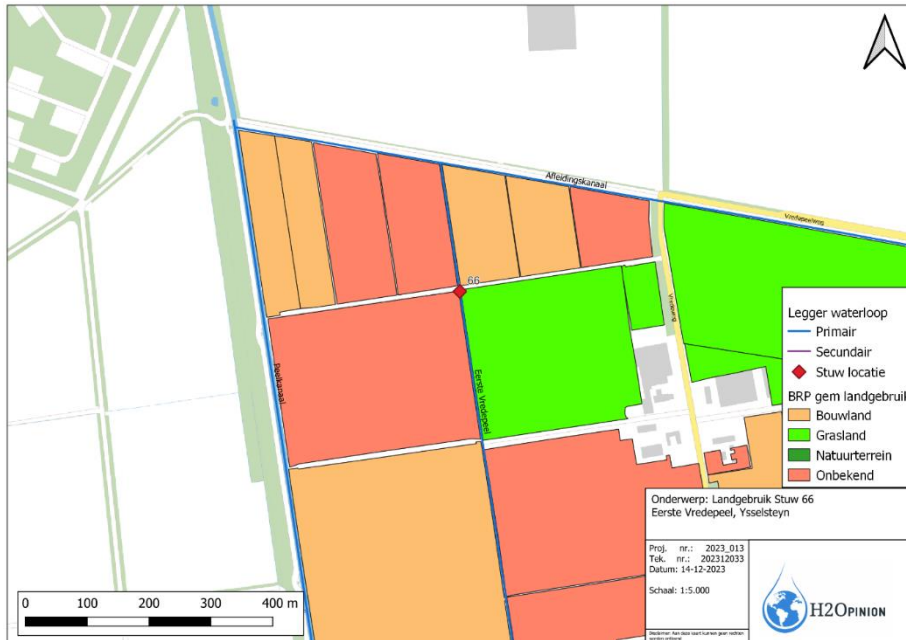 Afleidingskanaal
Vredepeelweg
66
Peelkanaal
Eerste Vredepeel
Legger waterloop
Primair
Secundair
Stuw locatie
BRP gem landgebruik
Bouwland
Grasland
Natuurterrein
Onbekend
Onderwerp: Landgebruik Stuw 66
Eerste Vredepeel, Ysselsteyn
Proj. nr.: 2023_013
Tek. nr.: 202312033
Datum: 14-12-2023
Schaal: 1:5.000
H2OPINION
0 100 200 300 400 m